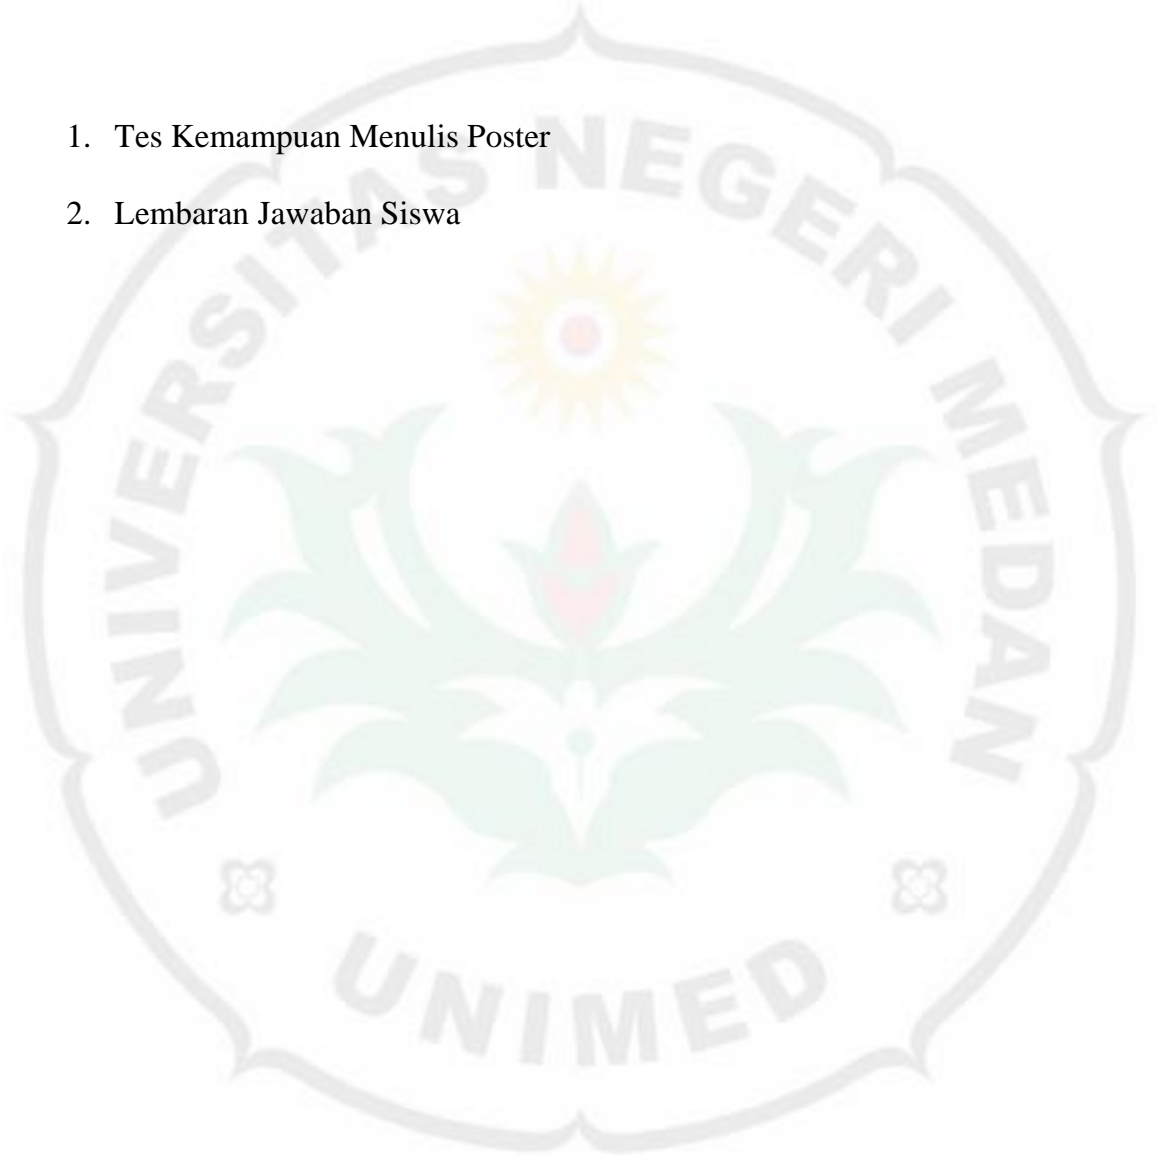 1. Tes Kemampuan Menulis Poster
2. Lembaran Jawaban Siswa
UNIVERSITAS NEGERI MEDAN
UNIMED